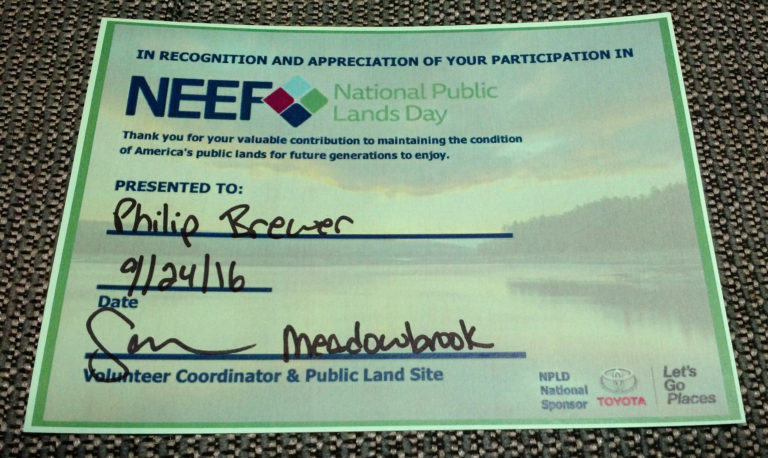 IN RECOGNITION AND APPRECIATION OF YOUR PARTICIPATION IN
NEEF National Public
Lands Day
Thank you for your valuable contribution to maintaining the condition
of America's public lands for future generations to enjoy.
PRESENTED TO:
Philip Brewer
9/24/16
Date
Meadowbrook
Volunteer Coordinator & Public Land Site
NPLD
National
Sponsor
TOYOTA
Let's
Go
Places